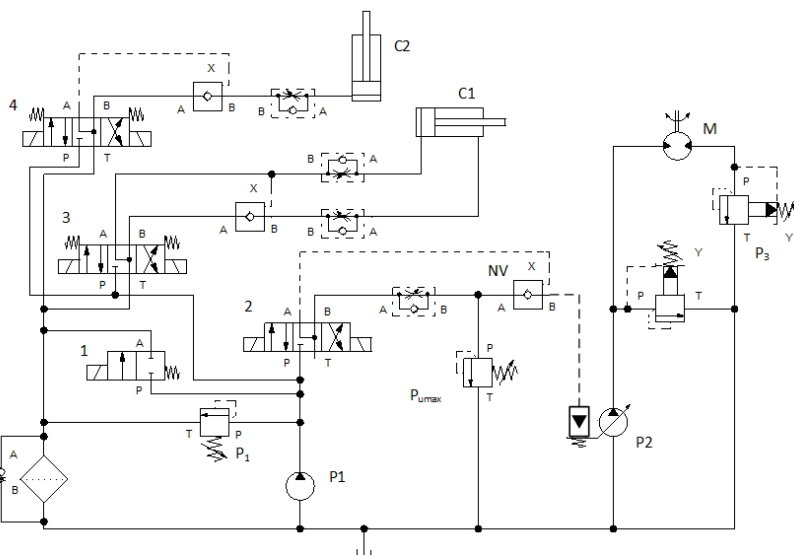 C2
X
4 A B
A B B A
C1
M
P T
B A
P
X
3 A B
A B B A
T Y
P₃
Y
NV X
P T
P T
2 A B
A B A B
1 A
P T
P
P
Pumax
T
T P
P₁
A
P2
P1
B